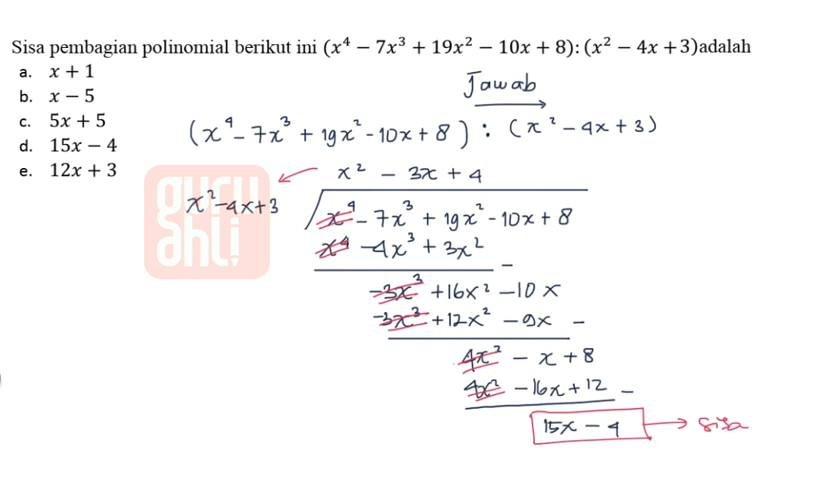 Sisa pembagian polinomial berikut ini (x⁴ − 7x³ + 19x² − 10x + 8): (x² − 4x + 3)adalah
a. x + 1
b. x − 5
c. 5x + 5
d. 15x − 4
e. 12x + 3
Jawab
(x⁴ - 7x³ + 19x² - 10x + 8) : (x² - 4x + 3)
x² - 3x + 4
x² - 4x + 3
x⁴ - 7x³ + 19x² - 10x + 8
x⁴ - 4x³ + 3x² -
-3x³ + 16x² - 10x
-3x³ + 12x² - 9x -
4x² - x + 8
4x² - 16x + 12 -
15x - 4 → sisa
guru
ahli